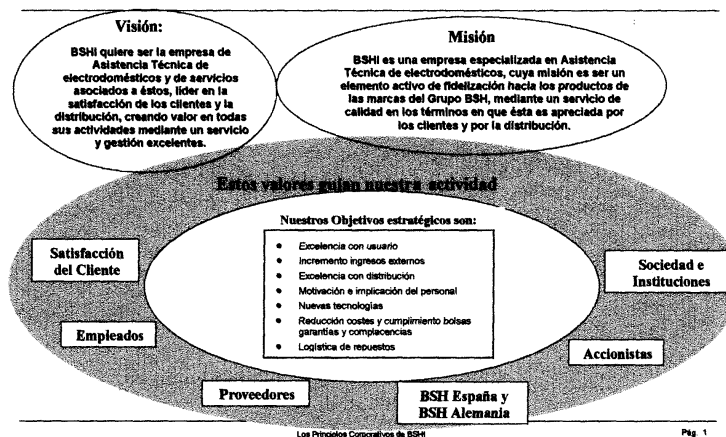 Visión:
BSHI quiere ser la empresa de
Asistencia Técnica de
electrodomésticos y de servicios
asociados a éstos, líder en la
satisfacción de los clientes y la
distribución, creando valor en todas
sus actividades mediante un servicio
y gestión excelentes.
Misión
BSHI es una empresa especializada en Asistencia
Técnica de electrodomésticos, cuya misión es ser un
elemento activo de fidelización hacia los productos de
las marcas del Grupo BSH, mediante un servicio de
calidad en los términos en que ésta es apreciada por
los clientes y por la distribución.
Estos valores guían nuestra actividad
Nuestros Objetivos estratégicos son:
• Excelencia con usuario
• Incremento ingresos externos
• Excelencia con distribución
• Motivación e implicación del personal
• Nuevas tecnologías
• Reducción costes y cumplimiento bolsas
garantías y complacencias
• Logística de repuestos
Satisfacción
del Cliente
Empleados
Proveedores
BSH España y
BSH Alemania
Accionistas
Sociedad e
Instituciones
Los Principios Corporativos de BSHI
Pág. 1